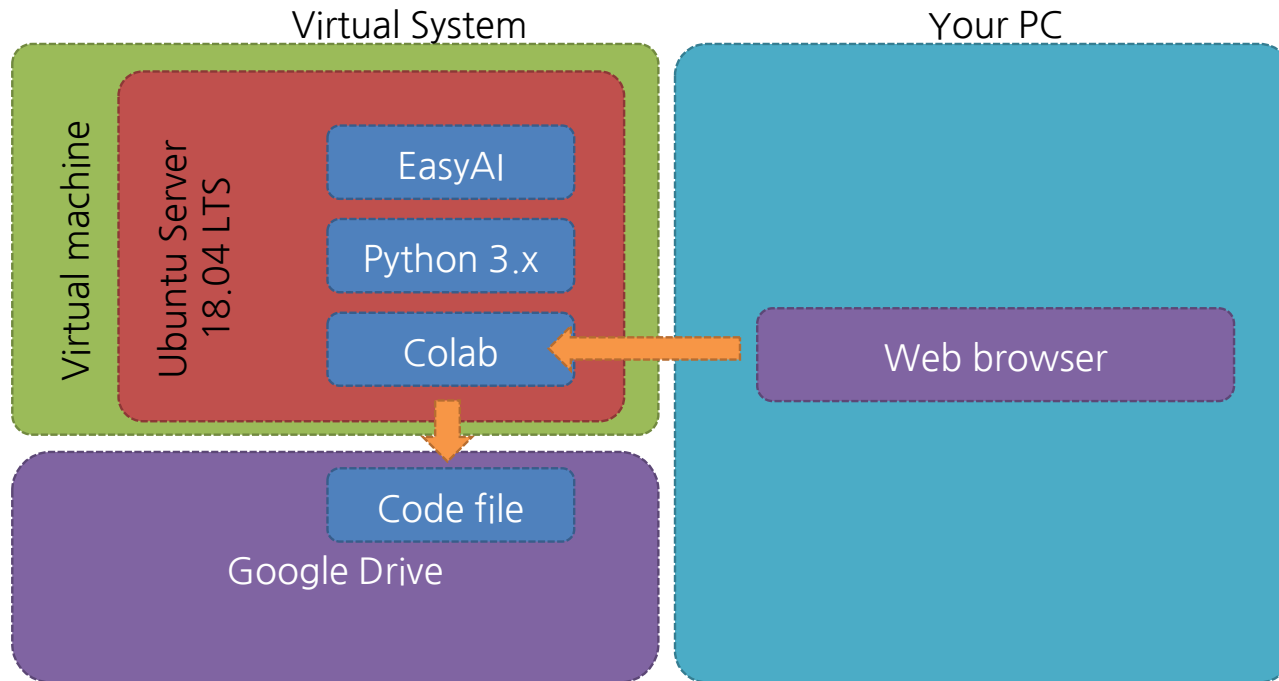 Virtual System
Your PC
Virtual machine
Ubuntu Server
18.04 LTS
EasyAI
Python 3.x
Colab
Web browser
Code file
Google Drive